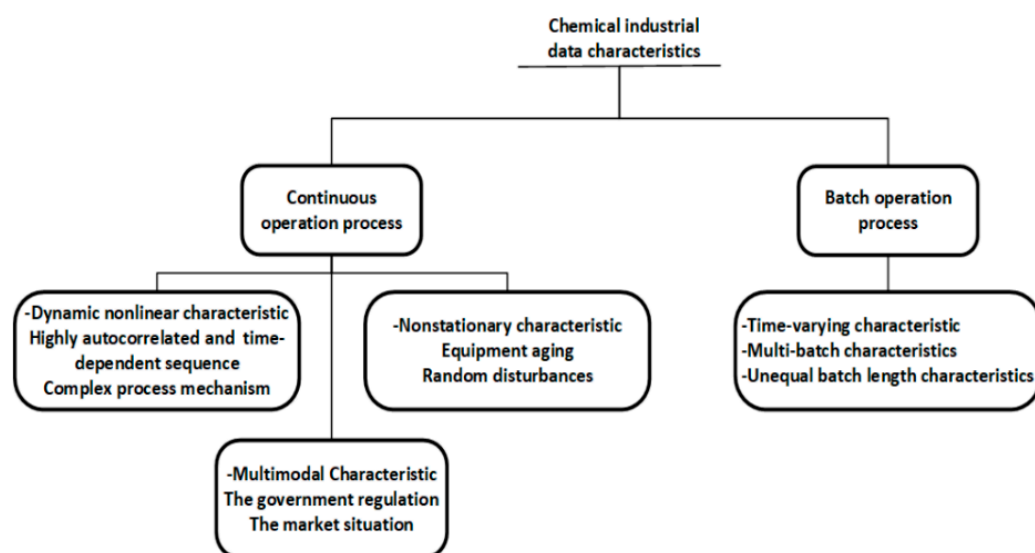 Chemical industrial
data characteristics
Continuous
operation process
Batch operation
process
-Dynamic nonlinear characteristic
Highly autocorrelated and time-
dependent sequence
Complex process mechanism
-Nonstationary characteristic
Equipment aging
Random disturbances
-Time-varying characteristic
-Multi-batch characteristics
-Unequal batch length characteristics
-Multimodal Characteristic
The government regulation
The market situation